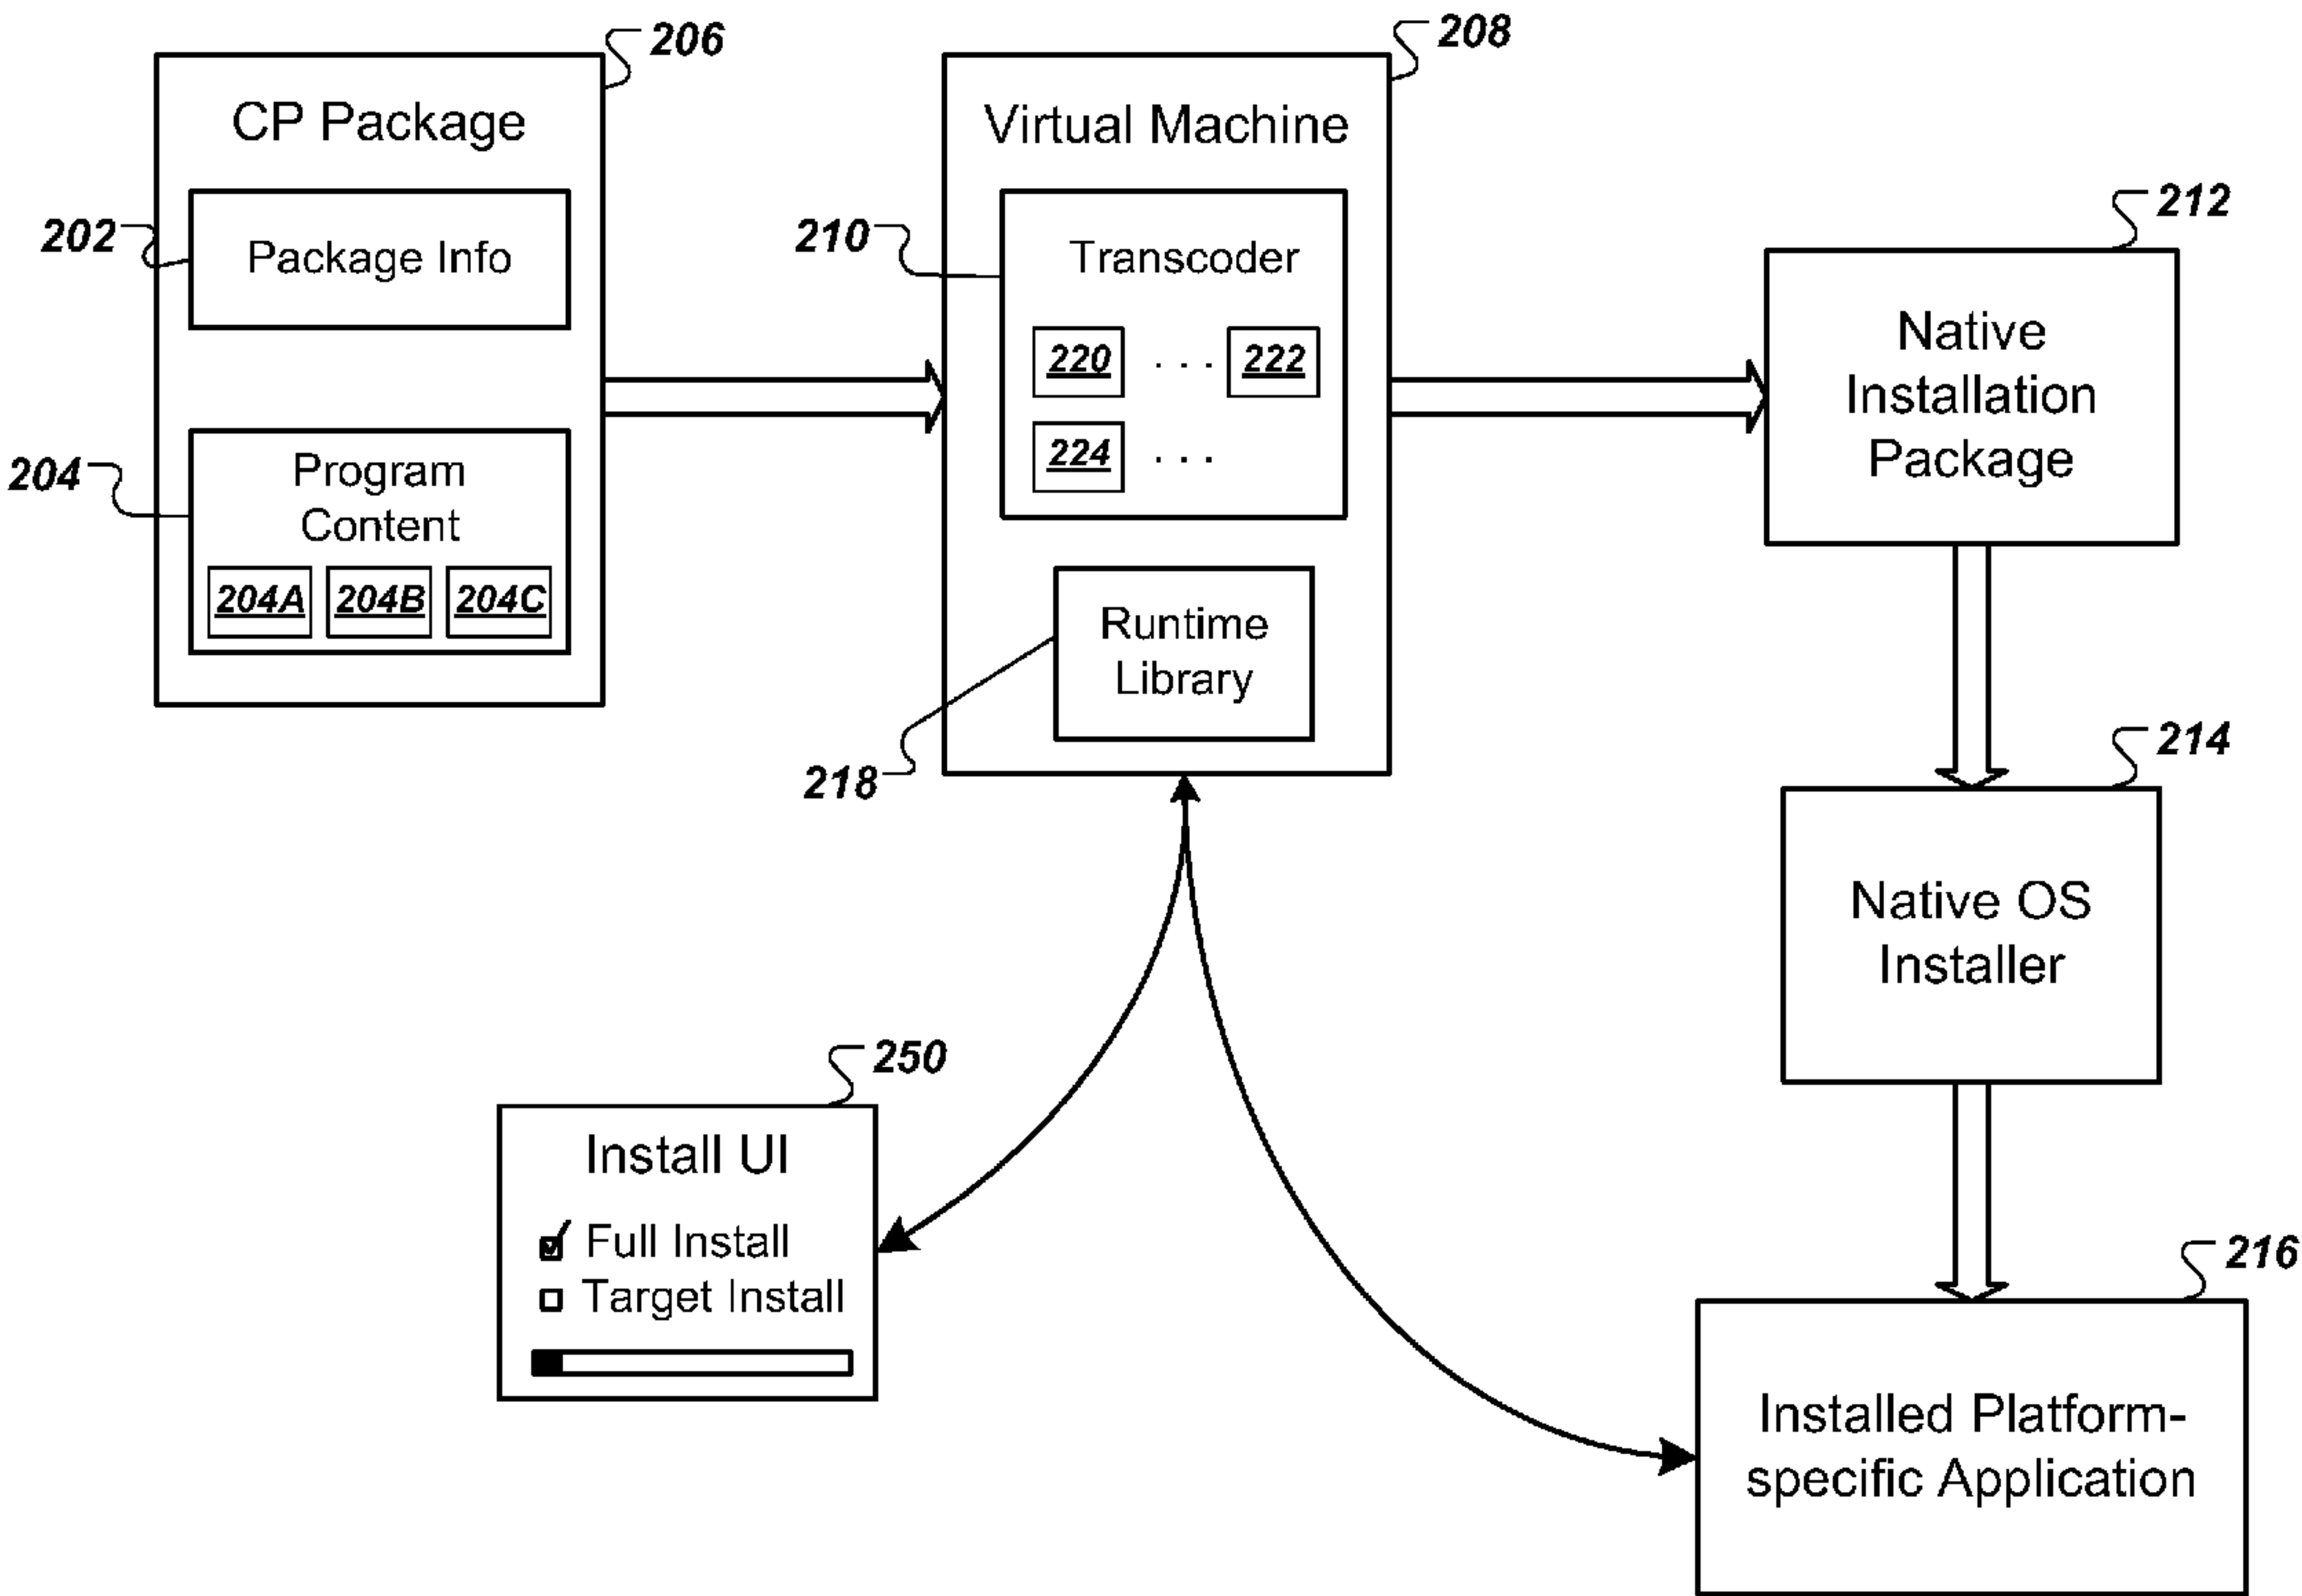 206
CP Package
202
Package Info
204
Program
Content
204A 204B 204C
208
Virtual Machine
210
Transcoder
220 . . . 222
224 . . .
Runtime
Library
218
212
Native
Installation
Package
214
Native OS
Installer
250
Install UI
Full Install
Target Install
216
Installed Platform-
specific Application